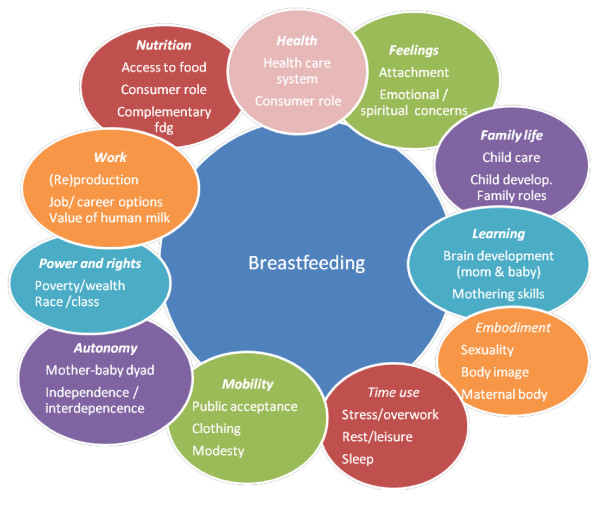 Nutrition
Access to food
Consumer role
Complementary
fdg
Health
Health care
system
Consumer role
Feelings
Attachment
Emotional /
spiritual concerns
Family life
Child care
Child develop.
Family roles
Learning
Brain development
(mom & baby)
Mothering skills
Embodiment
Sexuality
Body image
Maternal body
Time use
Stress/overwork
Rest/leisure
Sleep
Mobility
Public acceptance
Clothing
Modesty
Autonomy
Mother-baby dyad
Independence /
interdepencence
Power and rights
Poverty/wealth
Race /class
Work
(Re)production
Job/ career options
Value of human milk
Breastfeeding